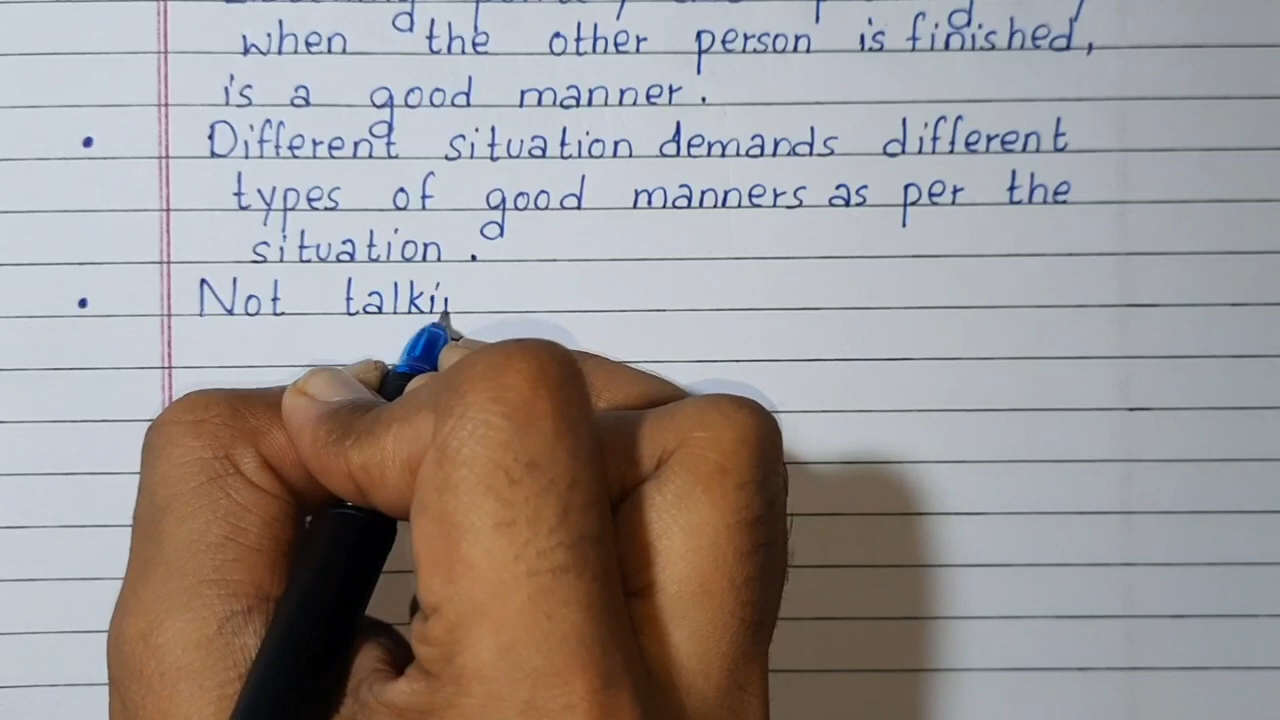 when the other person is finished,
is a good manner.
• Different situation demands different
types of good manners as per the
situation.
• Not talki